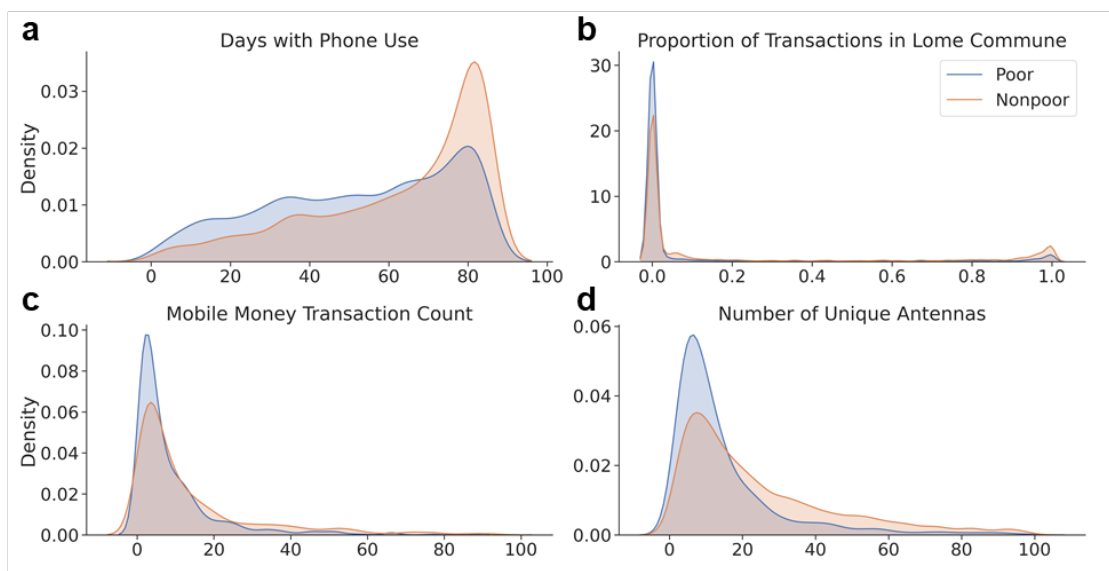 a
Days with Phone Use
Density
0.03
0.02
0.01
0.00
0 20 40 60 80 100
b
Proportion of Transactions in Lome Commune
Poor
Nonpoor
30
20
10
0
0.0 0.2 0.4 0.6 0.8 1.0
c
Mobile Money Transaction Count
Density
0.10
0.08
0.06
0.04
0.02
0.00
0 20 40 60 80 100
d
Number of Unique Antennas
0.06
0.04
0.02
0.00
0 20 40 60 80 100